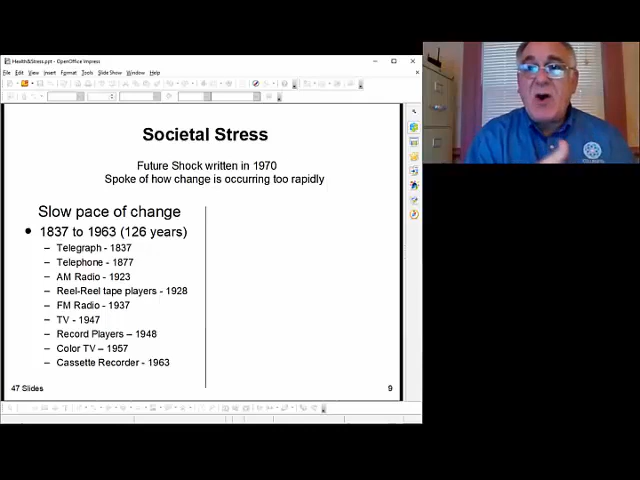 Health&Stress.ppt - OpenOffice Impress
File Edit View Insert Format Tools Slide Show Window Help
Societal Stress
Future Shock written in 1970
Spoke of how change is occurring too rapidly
Slow pace of change
• 1837 to 1963 (126 years)
– Telegraph - 1837
– Telephone - 1877
– AM Radio - 1923
– Reel-Reel tape players - 1928
– FM Radio - 1937
– TV - 1947
– Record Players – 1948
– Color TV – 1957
– Cassette Recorder - 1963
47 Slides
9